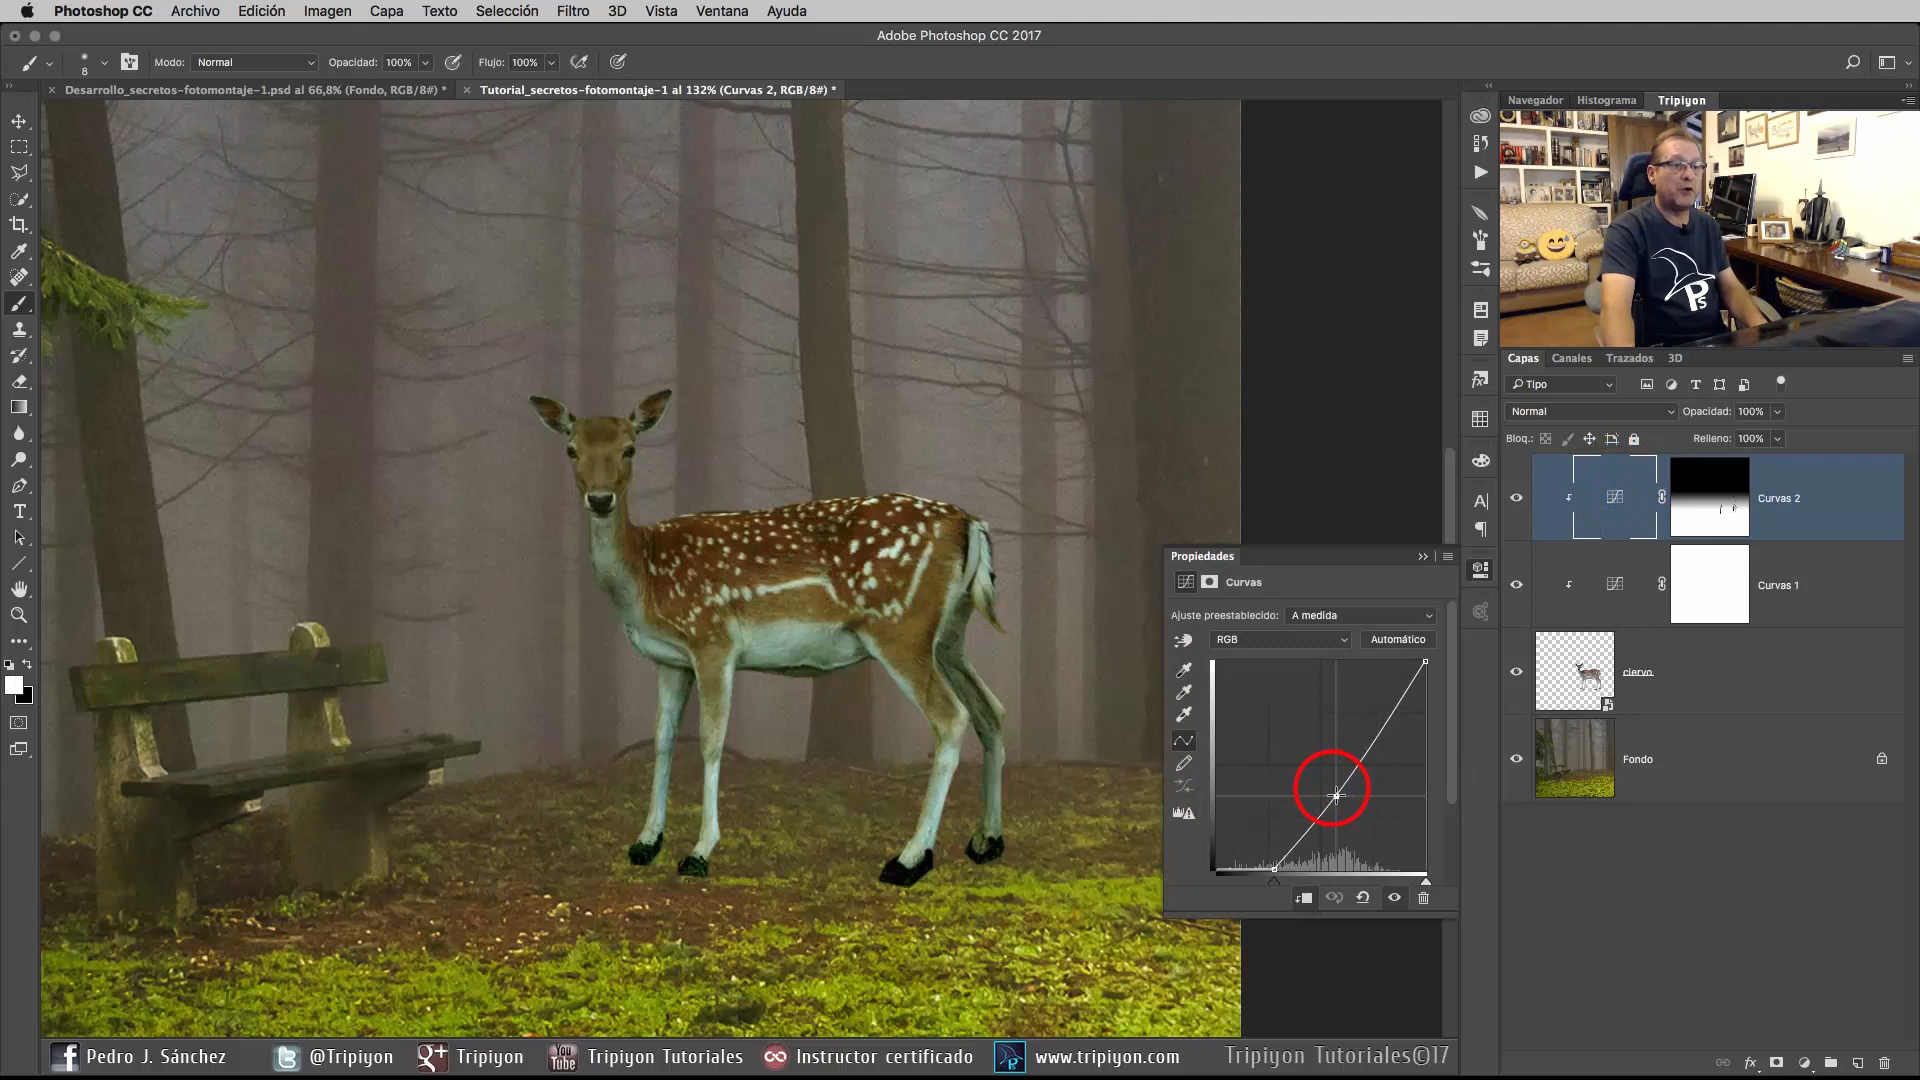 Photoshop CC Archivo Edición Imagen Capa Texto Selección Filtro 3D Vista Ventana Ayuda
Adobe Photoshop CC 2017
8 Modo: Normal Opacidad: 100% Flujo: 100%
Desarrollo_secretos-fotomontaje-1.psd al 66,8% (Fondo, RGB/8#) * Tutorial_secretos-fotomontaje-1 al 132% (Curvas 2, RGB/8#) *
Navegador Histograma Tripiyon
Capas Canales Trazados 3D
Tipo
Normal Opacidad: 100%
Bloq.: Relleno: 100%
Curvas 2
Curvas 1
ciervo
Fondo
Propiedades
Curvas
Ajuste preestablecido: A medida
RGB Automático
Pedro J. Sánchez @Tripiyon Tripiyon Tripiyon Tutoriales Instructor certificado www.tripiyon.com Tripiyon Tutoriales©17